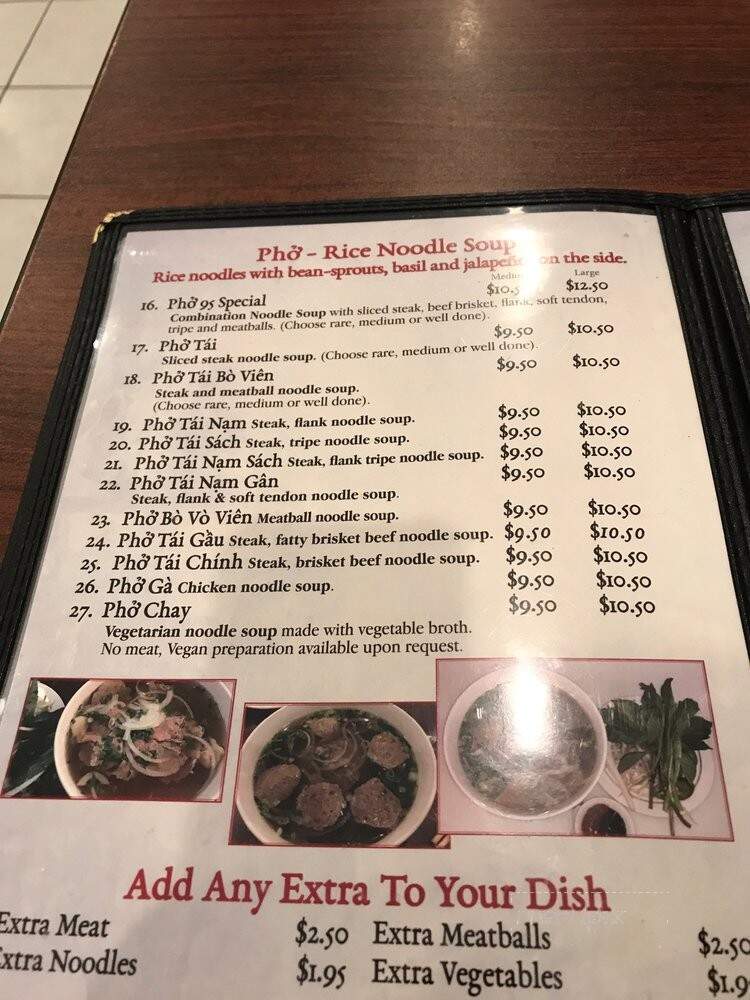 Phở - Rice Noodle Soup
Rice noodles with bean-sprouts, basil and on the side.
Large
16. Phở 95 Special $12.50
Combination Noodle Soup with sliced steak, beef brisket, flank, soft tendon,
tripe and meatballs. (Choose rare, medium or well done).
17. Phở Tái $9.50 $10.50
Sliced steak noodle soup. (Choose rare, medium or well done).
18. Phở Tái Bò Viên $9.50 $10.50
Steak and meatball noodle soup.
(Choose rare, medium or well done).
19. Phở Tái Nạm Steak, flank noodle soup. $9.50 $10.50
20. Phở Tái Sách Steak, tripe noodle soup. $9.50 $10.50
21. Phở Tái Nạm Sách Steak, flank tripe noodle soup. $9.50 $10.50
22. Phở Tái Nạm Gân $9.50 $10.50
Steak, flank & soft tendon noodle soup.
23. Phở Bò Vò Viên Meatball noodle soup. $9.50 $10.50
24. Phở Tái Gầu Steak, fatty brisket beef noodle soup. $9.50 $10.50
25. Phở Tái Chính Steak, brisket beef noodle soup. $9.50 $10.50
26. Phở Gà Chicken noodle soup. $9.50 $10.50
27. Phở Chay $9.50 $10.50
Vegetarian noodle soup made with vegetable broth.
No meat, Vegan preparation available upon request.
Add Any Extra To Your Dish
Extra Meat $2.50 Extra Meatballs $2.50
Extra Noodles $1.95 Extra Vegetables $1.9